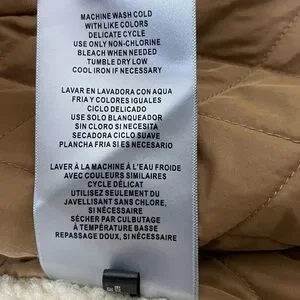 MACHINE WASH COLD
WITH LIKE COLORS
DELICATE CYCLE
USE ONLY NON-CHLORINE
BLEACH WHEN NEEDED
TUMBLE DRY LOW
COOL IRON IF NECESSARY
LAVAR EN LAVADORA CON AQUA
FRIA Y COLORES IGUALES
CICLO DELICADO
USE SOLO BLANQUEADOR
SIN CLORO SI NECESITA
SECADORA CICLO SUAVE
PLANCHA FRIA SI ES NECESARIO
LAVER À LA MACHINE À L'EAU FROIDE
AVEC COULEURS SIMILAIRES
CYCLE DÉLICAT
UTILISEZ SEULEMENT DU
JAVELLISANT SANS CHLORE,
SI NÉCESSAIRE
SÉCHER PAR CULBUTAGE
À TEMPÉRATURE BASSE
REPASSAGE DOUX, SI NÉCESSAIRE